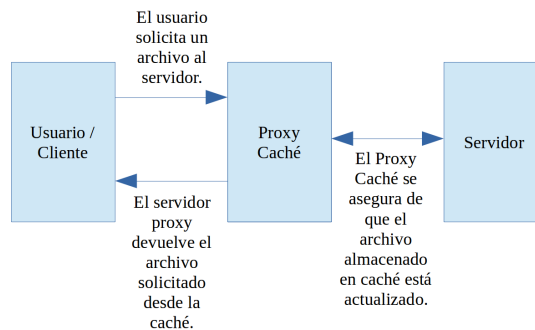 El usuario
solicita un
archivo al
servidor.
Usuario /
Cliente
Proxy
Caché
Servidor
El servidor
proxy
devuelve el
archivo
solicitado
desde la
caché.
El Proxy
Caché se
asegura de
que el
archivo
almacenado
en caché está
actualizado.